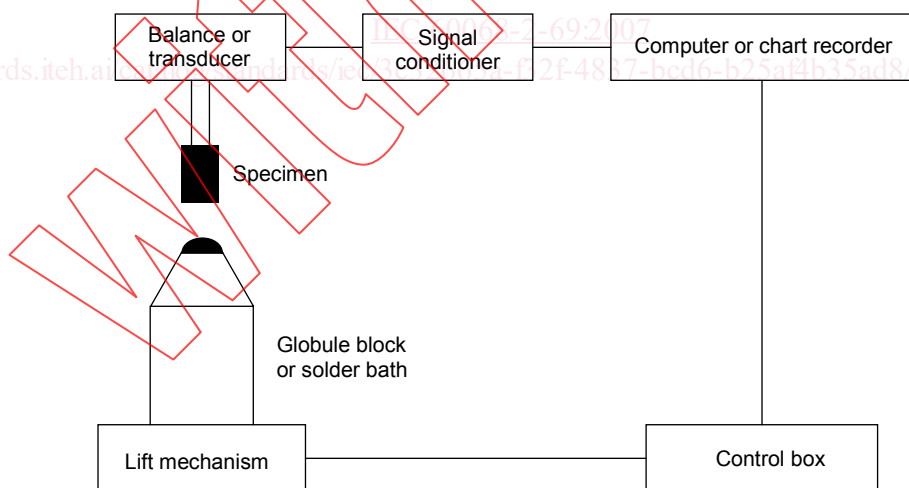 IEC 60068-2-69:2007
Balance or
transducer
Signal
conditioner
Computer or chart recorder
Specimen
Globule block
or solder bath
Lift mechanism
Control box